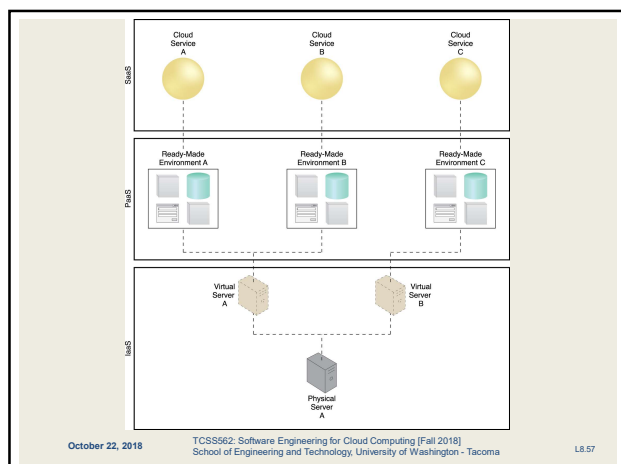 SaaS
Cloud
Service
A
Cloud
Service
B
Cloud
Service
C
PaaS
Ready-Made
Environment A
Ready-Made
Environment B
Ready-Made
Environment C
IaaS
Virtual
Server
A
Virtual
Server
B
Physical
Server
A
October 22, 2018
TCSS562: Software Engineering for Cloud Computing [Fall 2018]
School of Engineering and Technology, University of Washington - Tacoma
L8.57